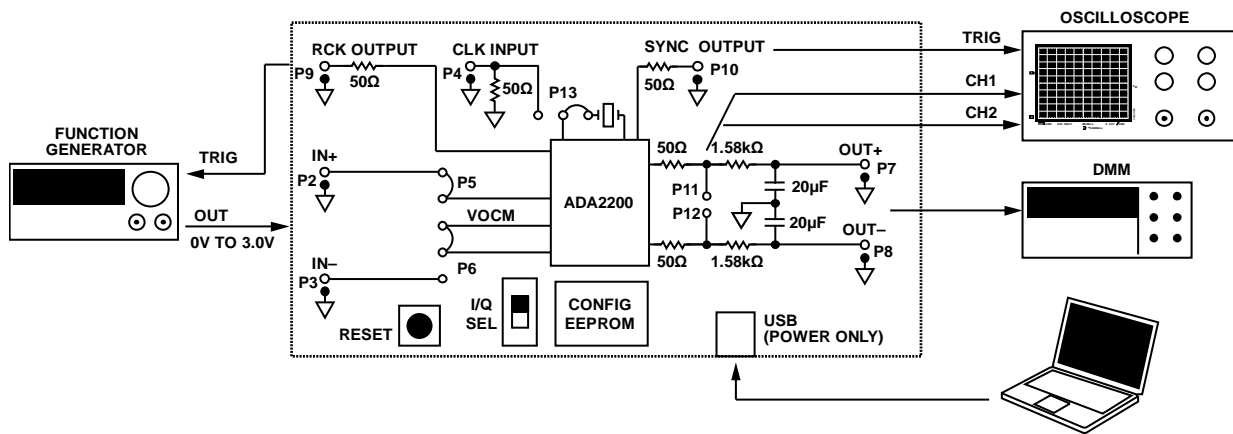 OSCILLOSCOPE
RCK OUTPUT
CLK INPUT
SYNC OUTPUT
TRIG
P9
50Ω
P4
50Ω
P13
50Ω
P10
CH1
CH2
FUNCTION
GENERATOR
TRIG
OUT
0V TO 3.0V
IN+
P2
P5
VOCM
IN–
P3
P6
ADA2200
50Ω
1.58kΩ
OUT+
P7
P11
P12
20µF
20µF
50Ω
1.58kΩ
OUT–
P8
DMM
RESET
I/Q
SEL
CONFIG
EEPROM
USB
(POWER ONLY)